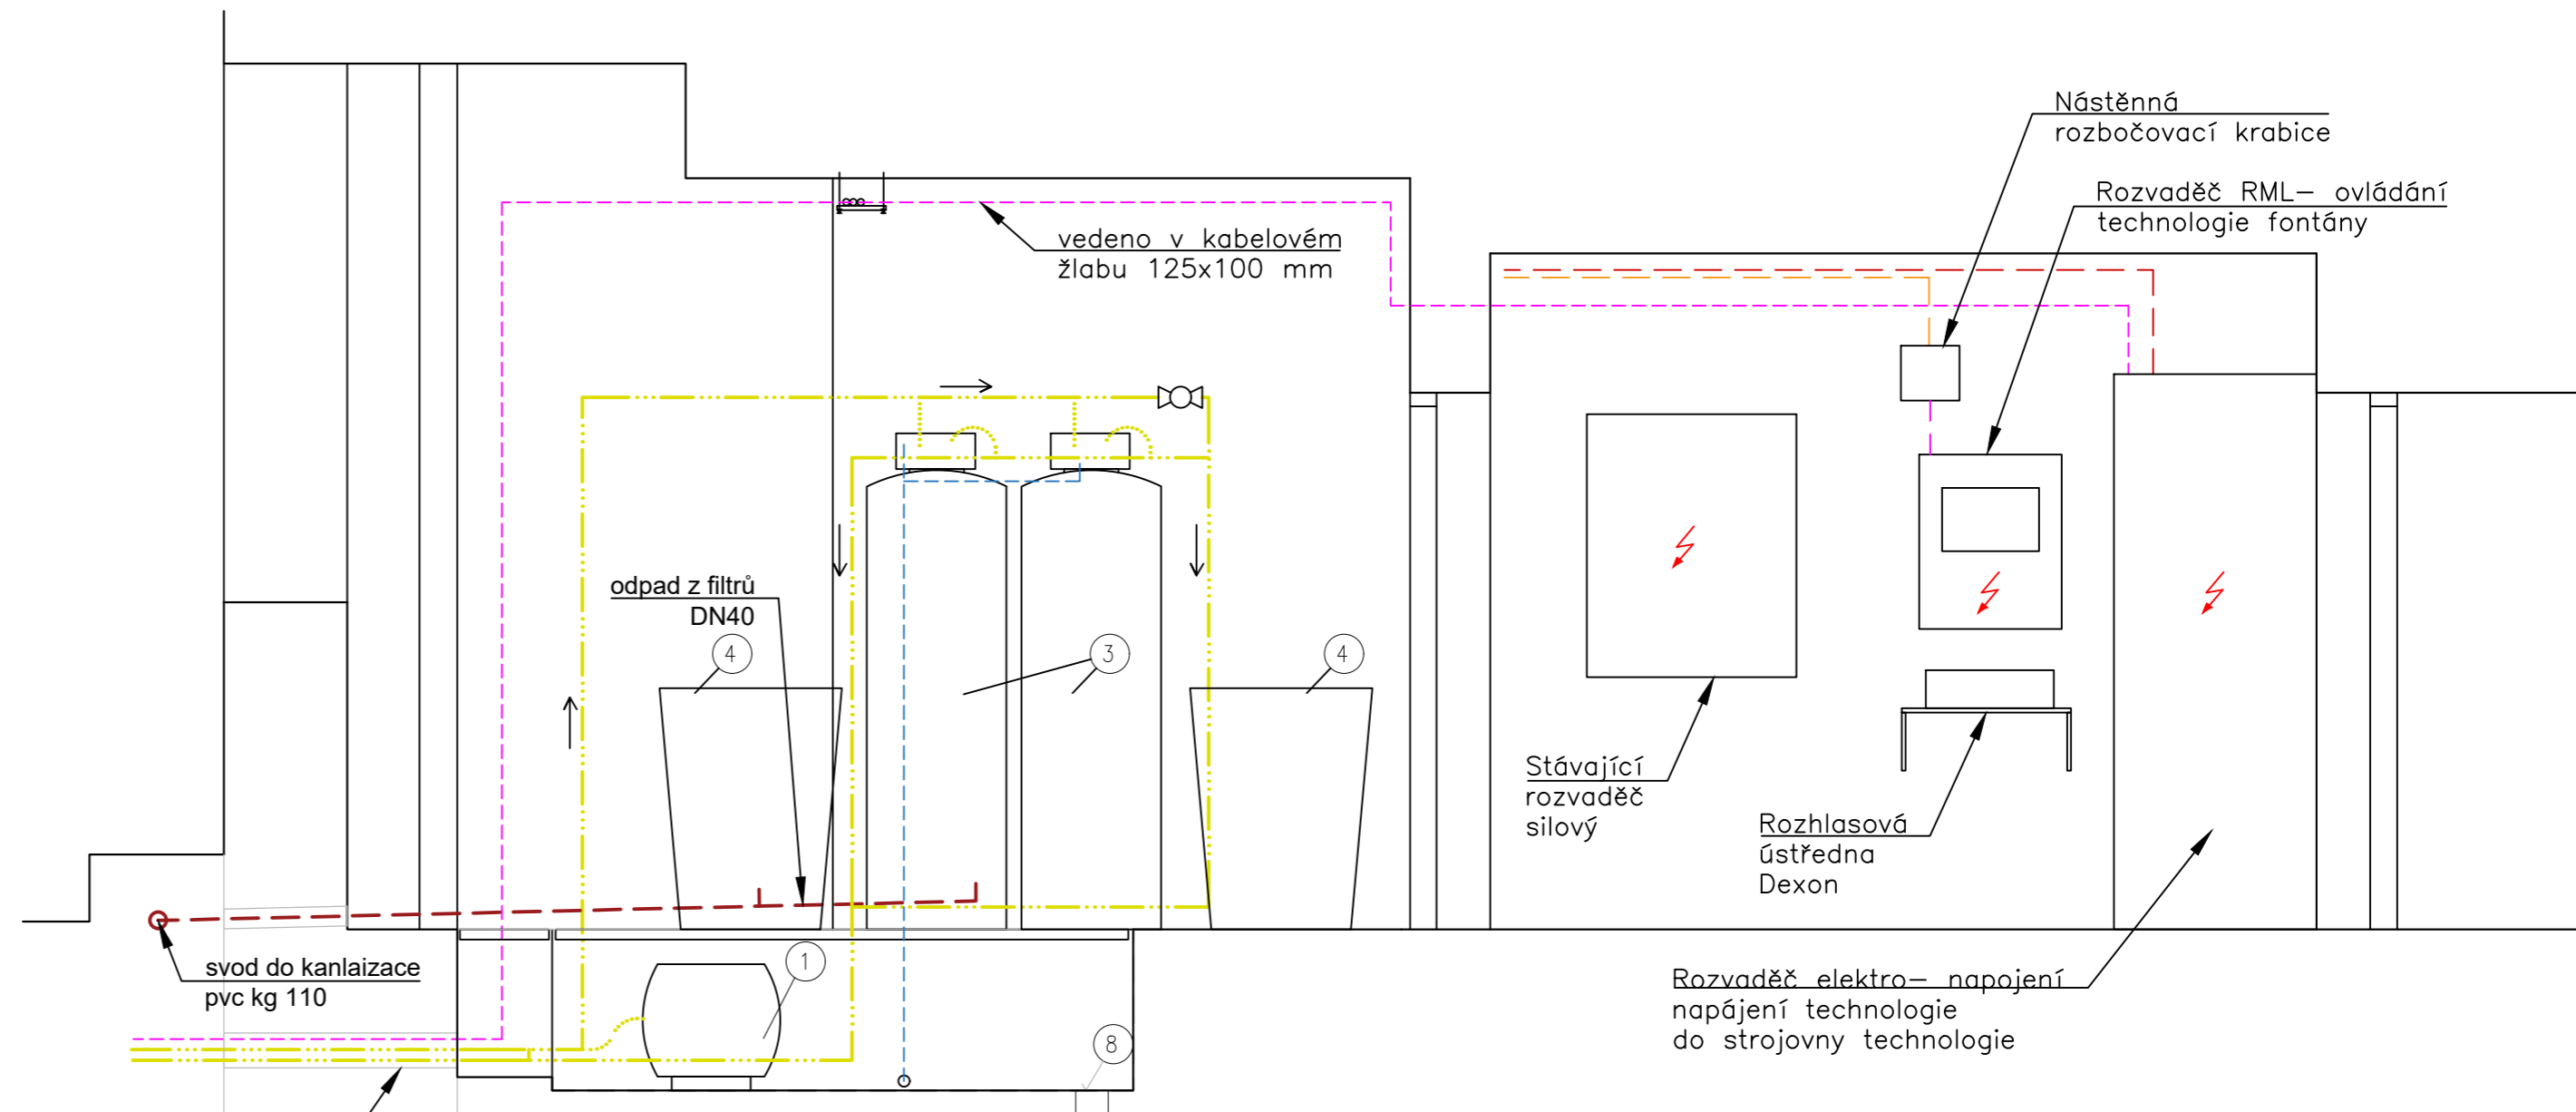 Nástěnná
rozbočovací krabice
Rozvaděč RML– ovládání
technologie fontány
vedeno v kabelovém
žlabu 125x100 mm
odpad z filtrů
DN40
4
3
4
Stávající
rozvaděč
silový
Rozhlasová
ústředna
Dexon
svod do kanlaizace
pvc kg 110
1
8
Rozvaděč elektro– napojení
napájení technologie
do strojovny technologie